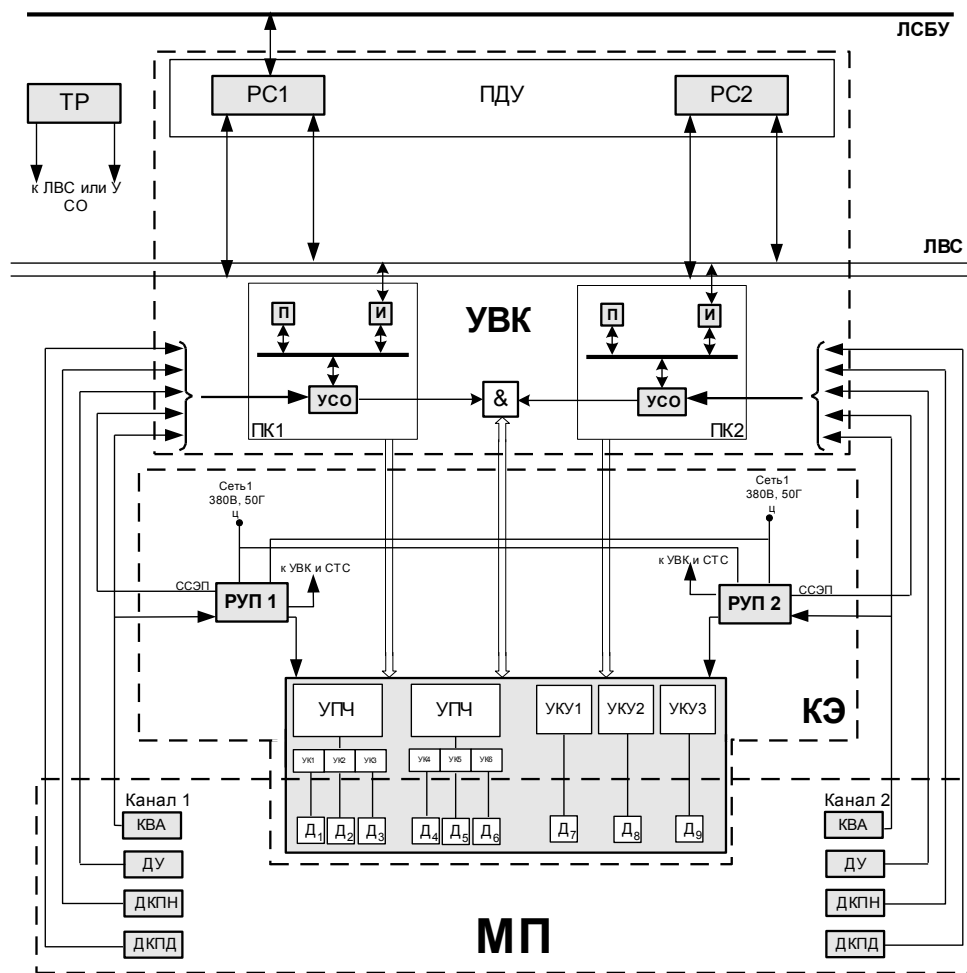 ЛСБУ
ТР
РС1
ПДУ
РС2
к ЛВС или У
СО
ЛВС
П
И
УВК
П
И
УСО
&
УСО
ПК1
ПК2
Сеть1
380В, 50Г
ц
Сеть1
380В, 50Г
ц
к УВК и СТС
к УВК и СТС
ССЭП
РУП 1
РУП 2
ССЭП
УПЧ
УПЧ
УКУ1
УКУ2
УКУ3
КЭ
УК1
УК2
УК3
УК4
УК5
УК6
Канал 1
Канал 2
КВА
Д1
Д2
Д3
Д4
Д5
Д6
Д7
Д8
Д9
КВА
ДУ
ДУ
ДКПН
ДКПН
МП
ДКПД
ДКПД